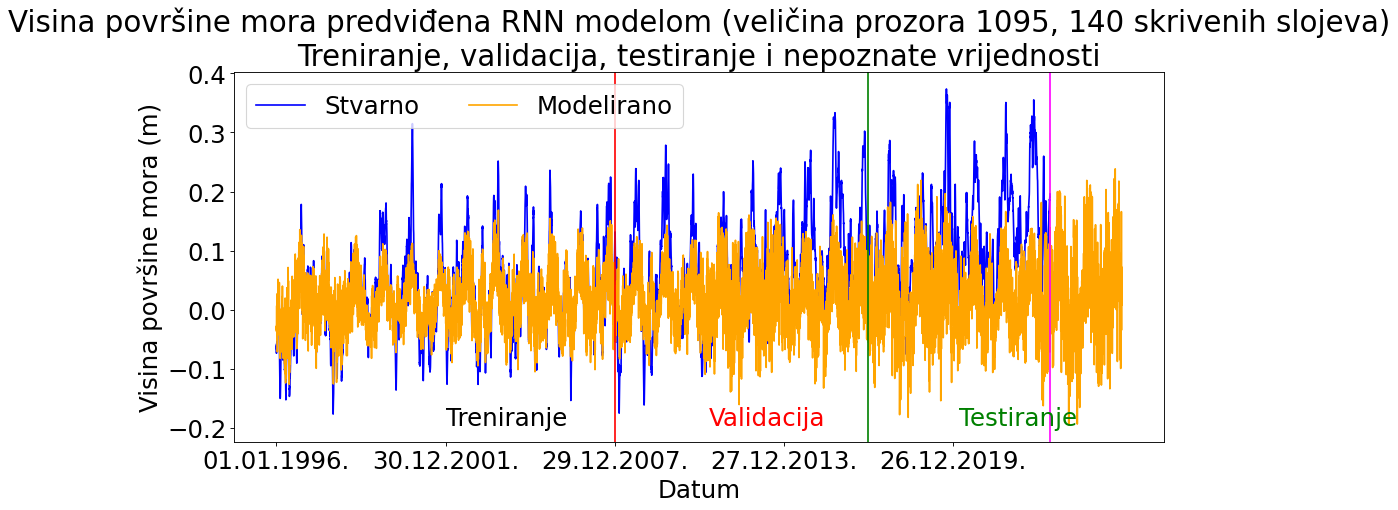 Visina površine mora predviđena RNN modelom (veličina prozora 1095, 140 skrivenih slojeva)
Treniranje, validacija, testiranje i nepoznate vrijednosti
Stvarno
Modelirano
Visina površine mora (m)
0.4
0.3
0.2
0.1
0.0
−0.1
−0.2
Treniranje
Validacija
Testiranje
01.01.1996.
30.12.2001.
29.12.2007.
27.12.2013.
26.12.2019.
Datum